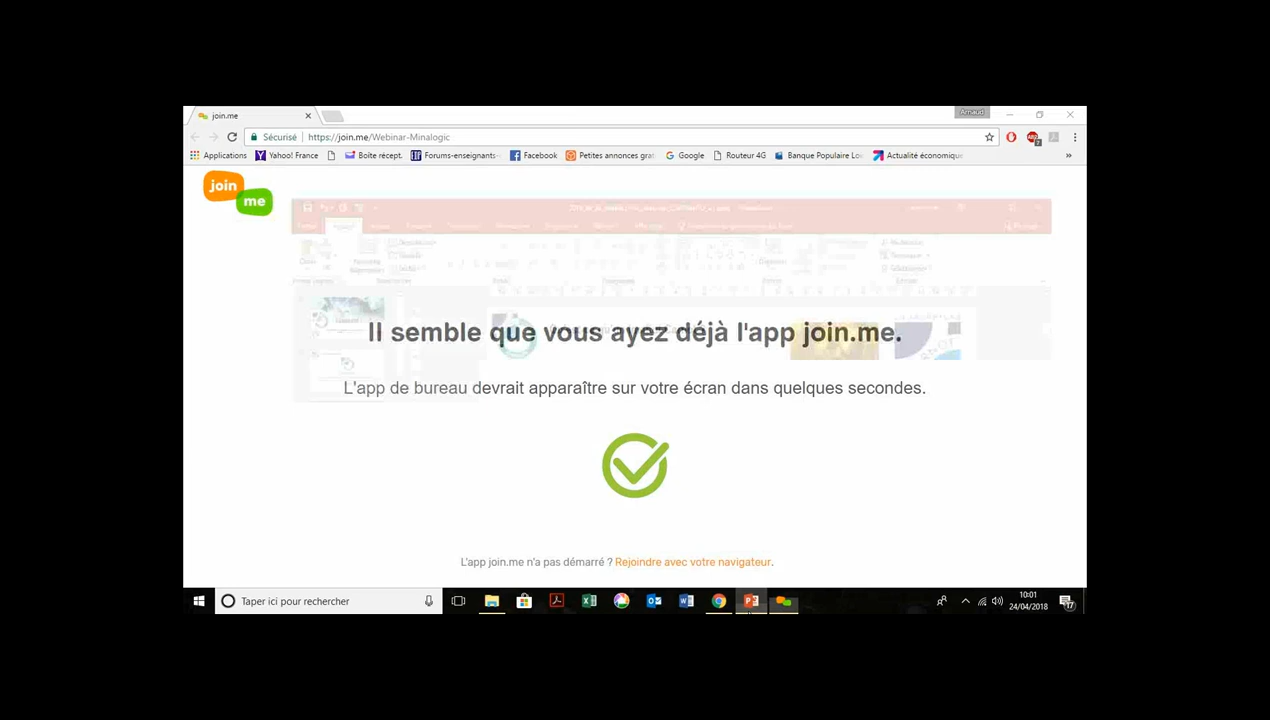 join.me
Arnaud
Sécurisé
https://join.me/Webinar-Minalogic
Applications
Yahoo! France
Boîte récept.
Forums-enseignants-
Facebook
Petites annonces grat
Google
Routeur 4G
Banque Populaire Lo
Actualité économique
»
join
me
Il semble que vous ayez déjà l'app join.me.
L'app de bureau devrait apparaître sur votre écran dans quelques secondes.
L'app join.me n'a pas démarré ? Rejoindre avec votre navigateur.
Taper ici pour rechercher
10:01
24/04/2018
17